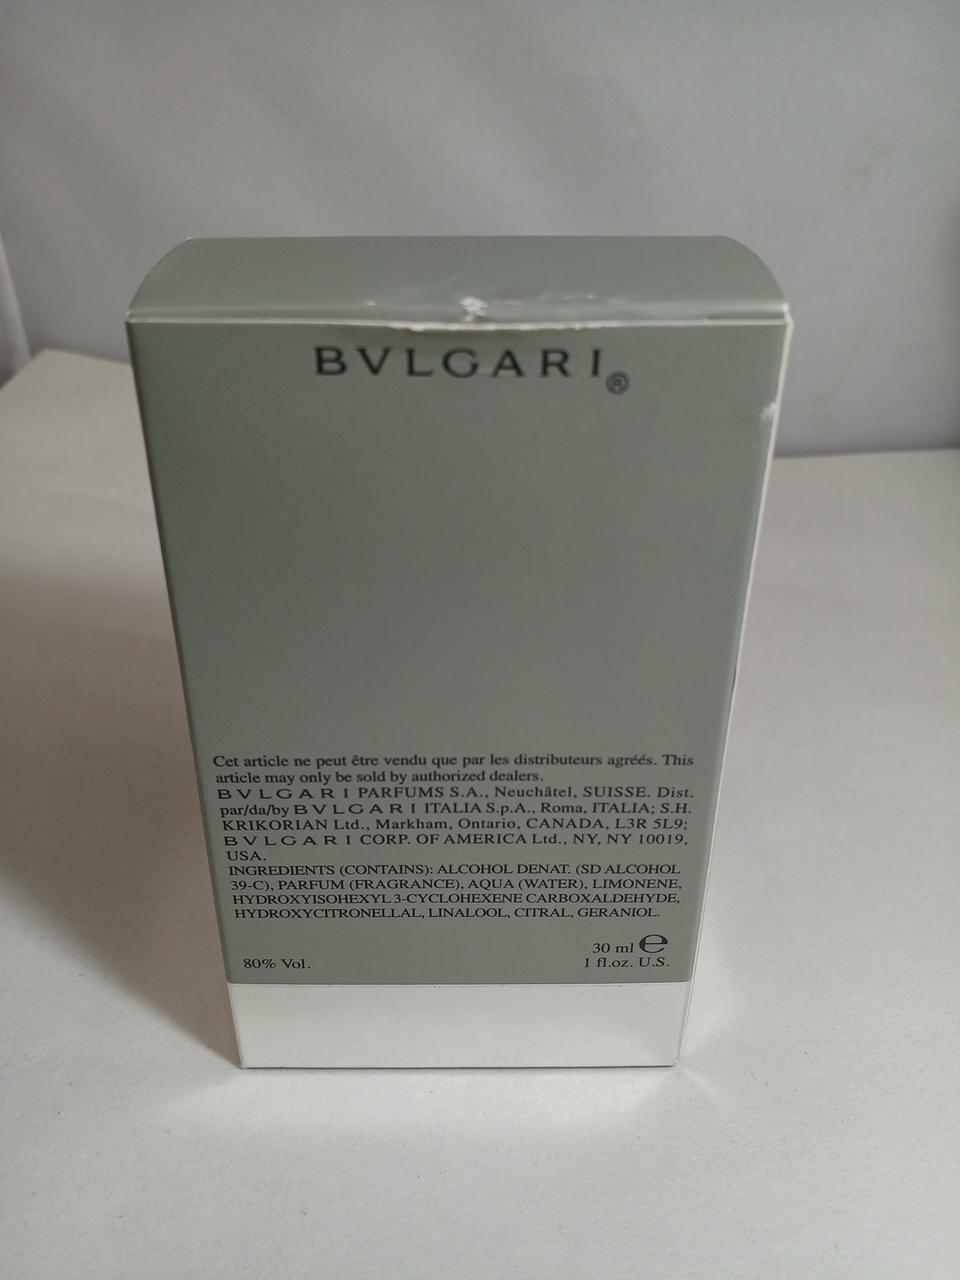 BVLGARI®
Cet article ne peut être vendu que par les distributeurs agréés. This
article may only be sold by authorized dealers.
BVLGARI PARFUMS S.A., Neuchâtel, SUISSE. Dist.
par/da/by BVLGARI ITALIA S.p.A., Roma, ITALIA; S.H.
KRIKORIAN Ltd., Markham, Ontario, CANADA, L3R 5L9;
BVLGARI CORP. OF AMERICA Ltd., NY, NY 10019,
USA.
INGREDIENTS (CONTAINS): ALCOHOL DENAT. (SD ALCOHOL
39-C), PARFUM (FRAGRANCE), AQUA (WATER), LIMONENE,
HYDROXYISOHEXYL 3-CYCLOHEXENE CARBOXALDEHYDE,
HYDROXYCITRONELLAL, LINALOOL, CITRAL, GERANIOL.
30 ml e
80% Vol. 1 fl.oz. U.S.